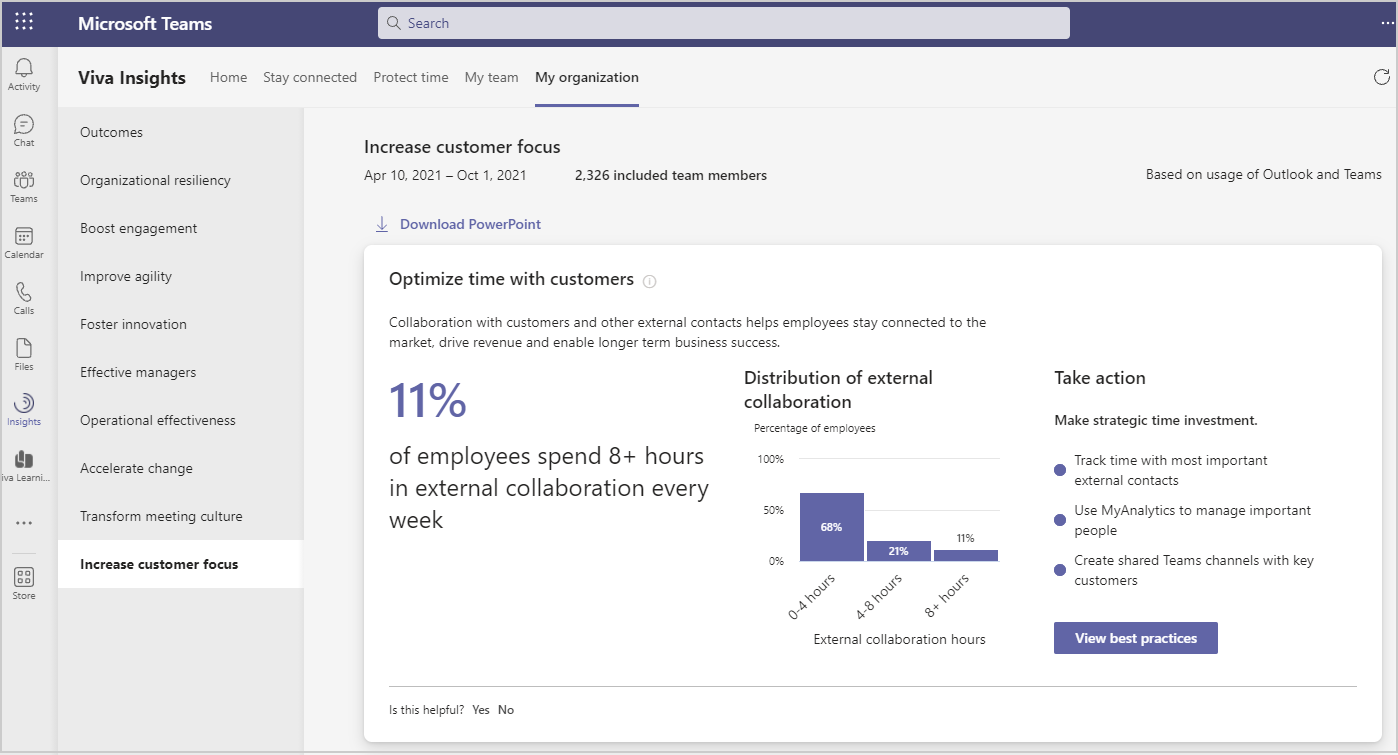 Microsoft Teams
Search
Activity
Chat
Teams
Calendar
Calls
Files
Insights
iva Learni...
Store
Viva Insights
Home
Stay connected
Protect time
My team
My organization
Outcomes
Organizational resiliency
Boost engagement
Improve agility
Foster innovation
Effective managers
Operational effectiveness
Accelerate change
Transform meeting culture
Increase customer focus
Increase customer focus
Apr 10, 2021 – Oct 1, 2021
2,326 included team members
Based on usage of Outlook and Teams
Download PowerPoint
Optimize time with customers
Collaboration with customers and other external contacts helps employees stay connected to the
market, drive revenue and enable longer term business success.
11%
of employees spend 8+ hours
in external collaboration every
week
Distribution of external
collaboration
Percentage of employees
100%
50%
0%
68%
21%
11%
0-4 hours
4-8 hours
8+ hours
External collaboration hours
Take action
Make strategic time investment.
Track time with most important
external contacts
Use MyAnalytics to manage important
people
Create shared Teams channels with key
customers
View best practices
Is this helpful? Yes No